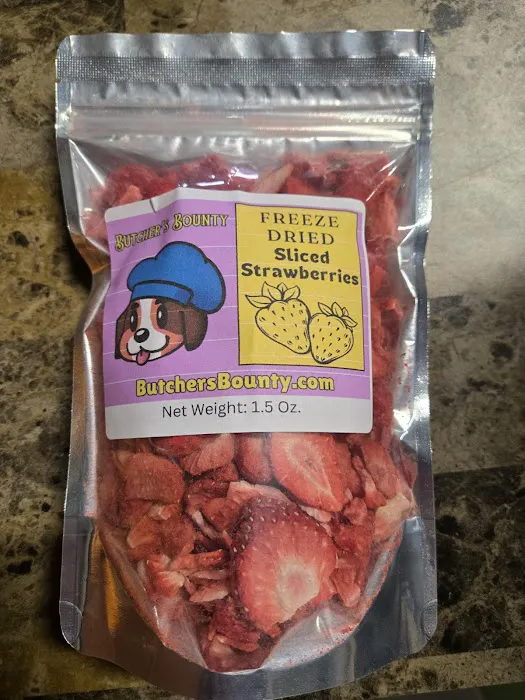 BUTCHER'S BOUNTY
FREEZE
DRIED
Sliced
Strawberries
ButchersBounty.com
Net Weight: 1.5 Oz.